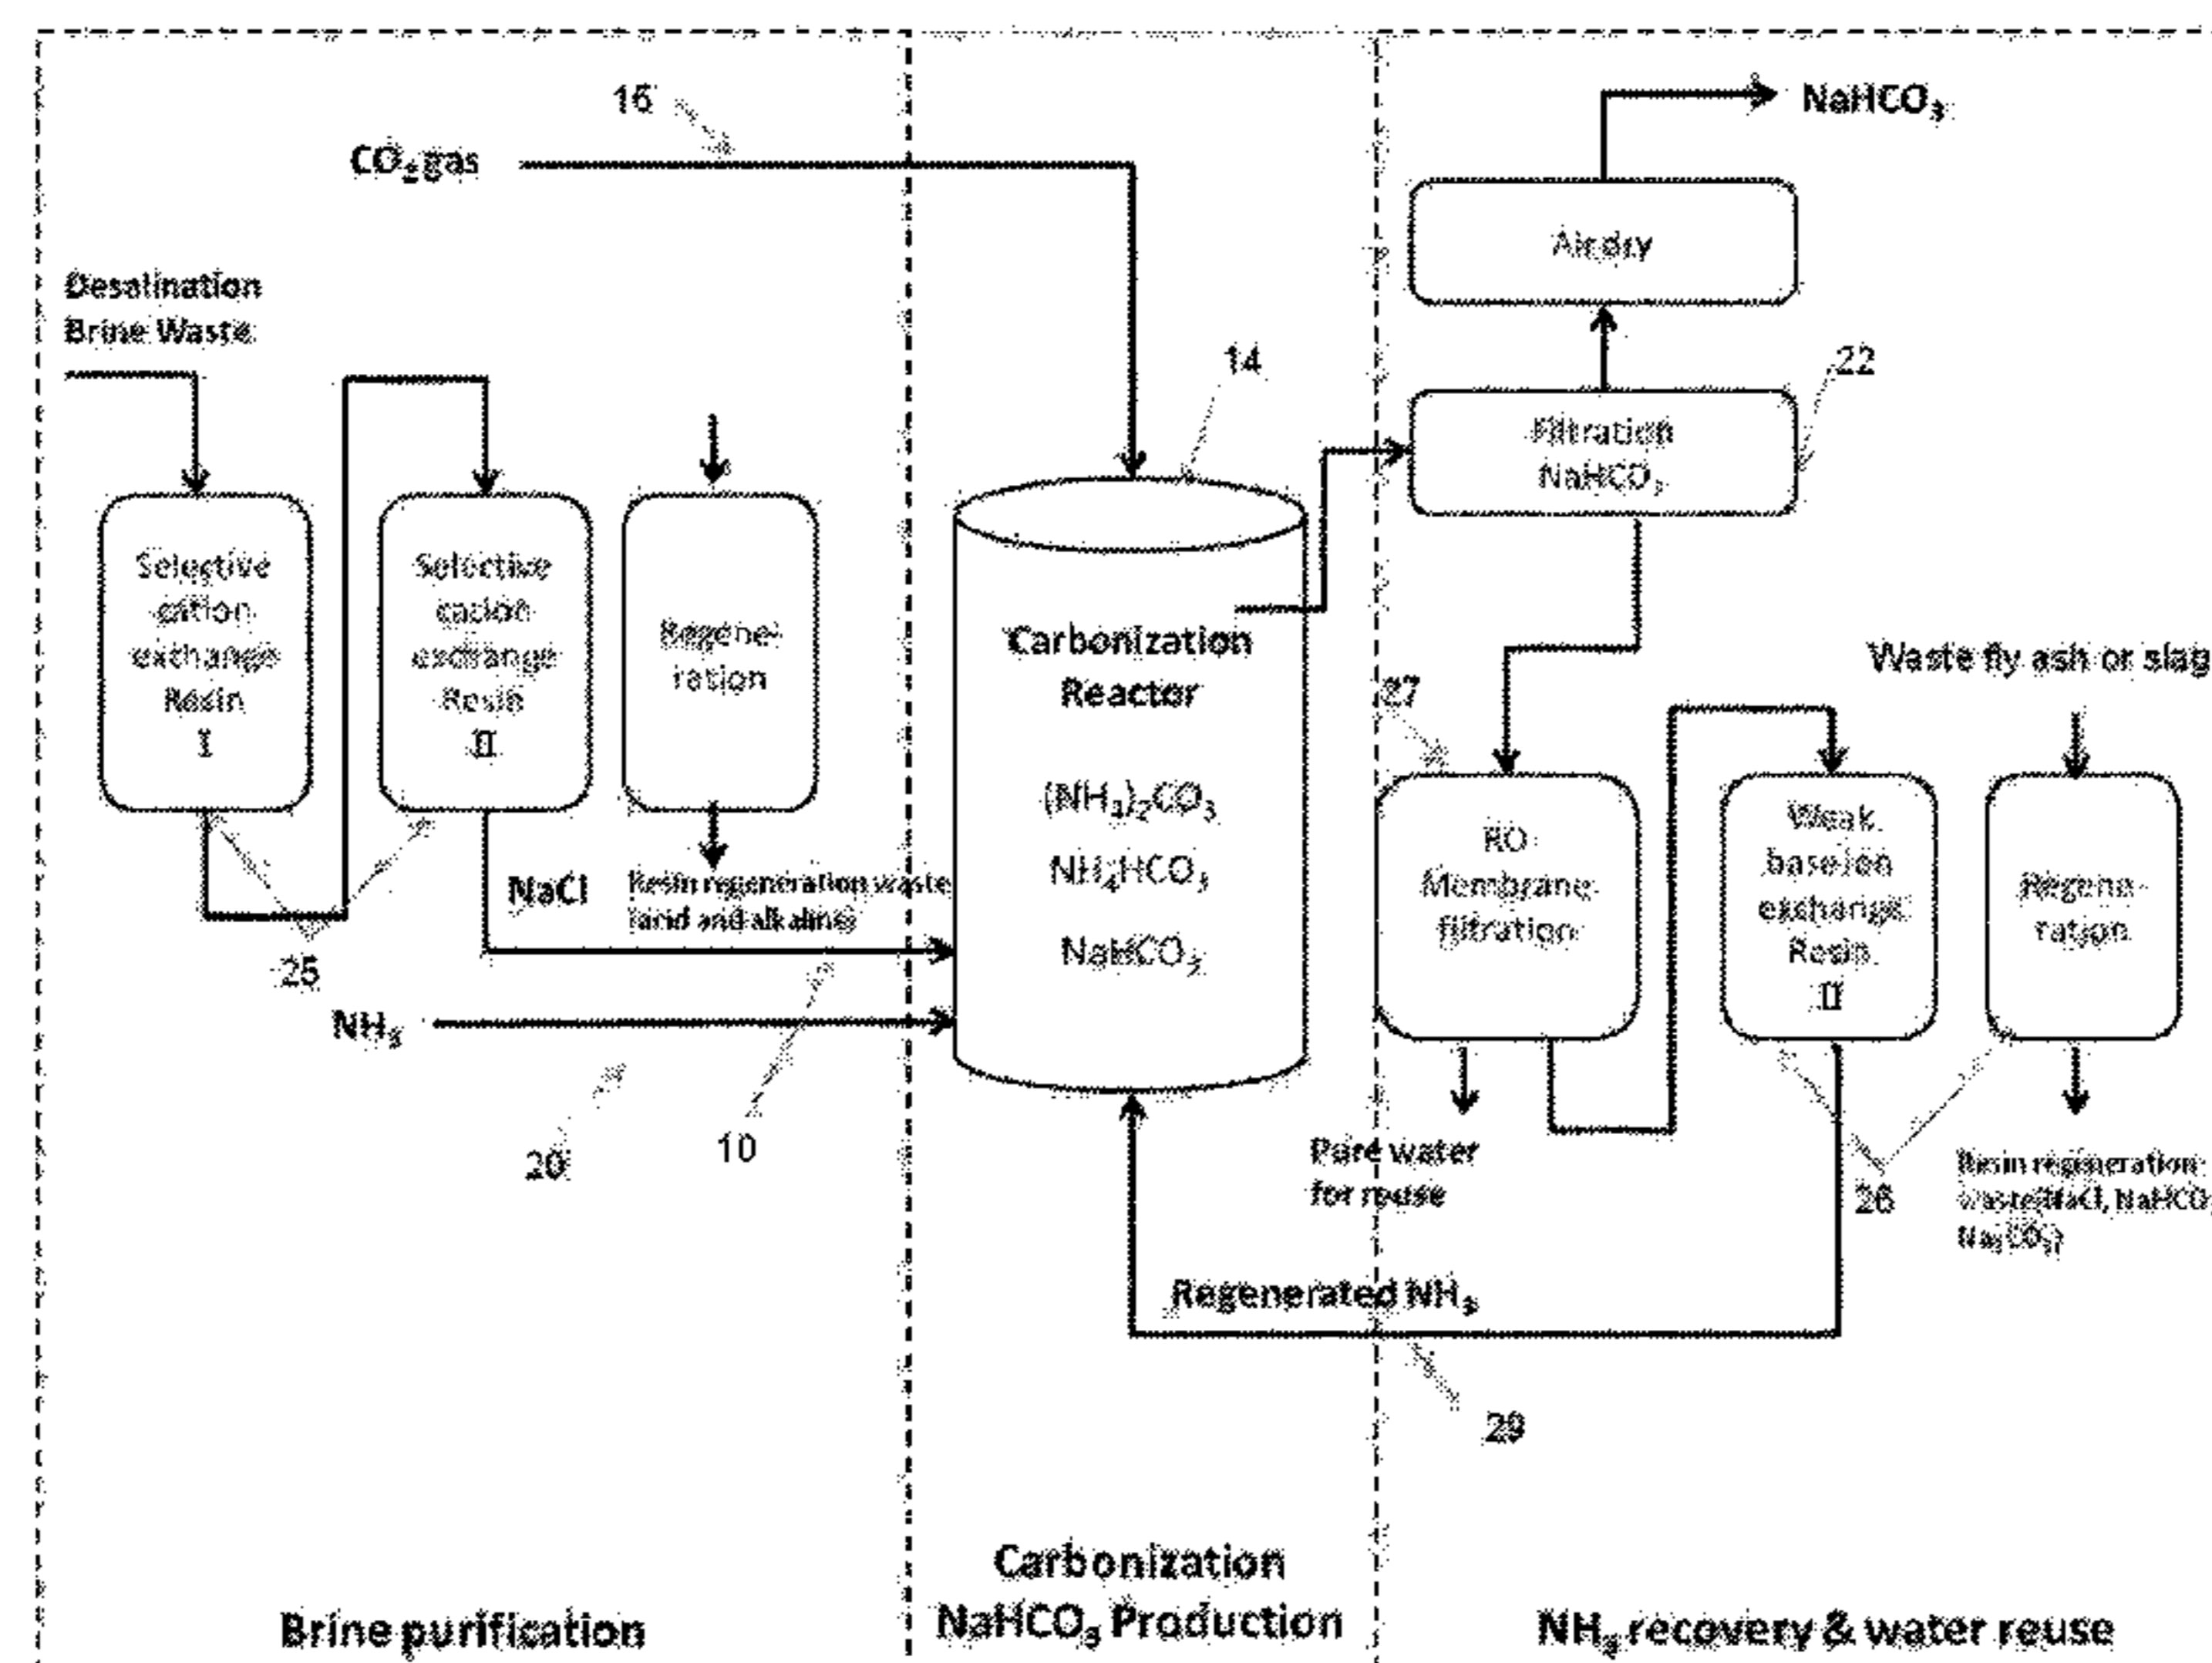 16
CO₂ gas
Desalination
Brine Waste
Selective
cation
exchange
Resin
I
Selective
cation
exchange
Resin
II
Regene-
ration
NaCl
Resin regeneration waste
(acid and alkaline)
25
NH₃
20
10
14
Carbonization
Reactor
(NH₄)₂CO₃
NH₄HCO₃
NaHCO₃
NaHCO₃
Air dry
Filtration
NaHCO₃
22
27
Waste fly ash or slag
RO
Membrane
filtration
Weak
base ion
exchange
Resin
II
Regene-
ration
Pure water
for reuse
26
Resin regeneration
waste(NaCl, NaHCO
Na₂CO₃)
Regenerated NH₃
29
Brine purification
Carbonization
NaHCO₃ Production
NH₃ recovery & water reuse